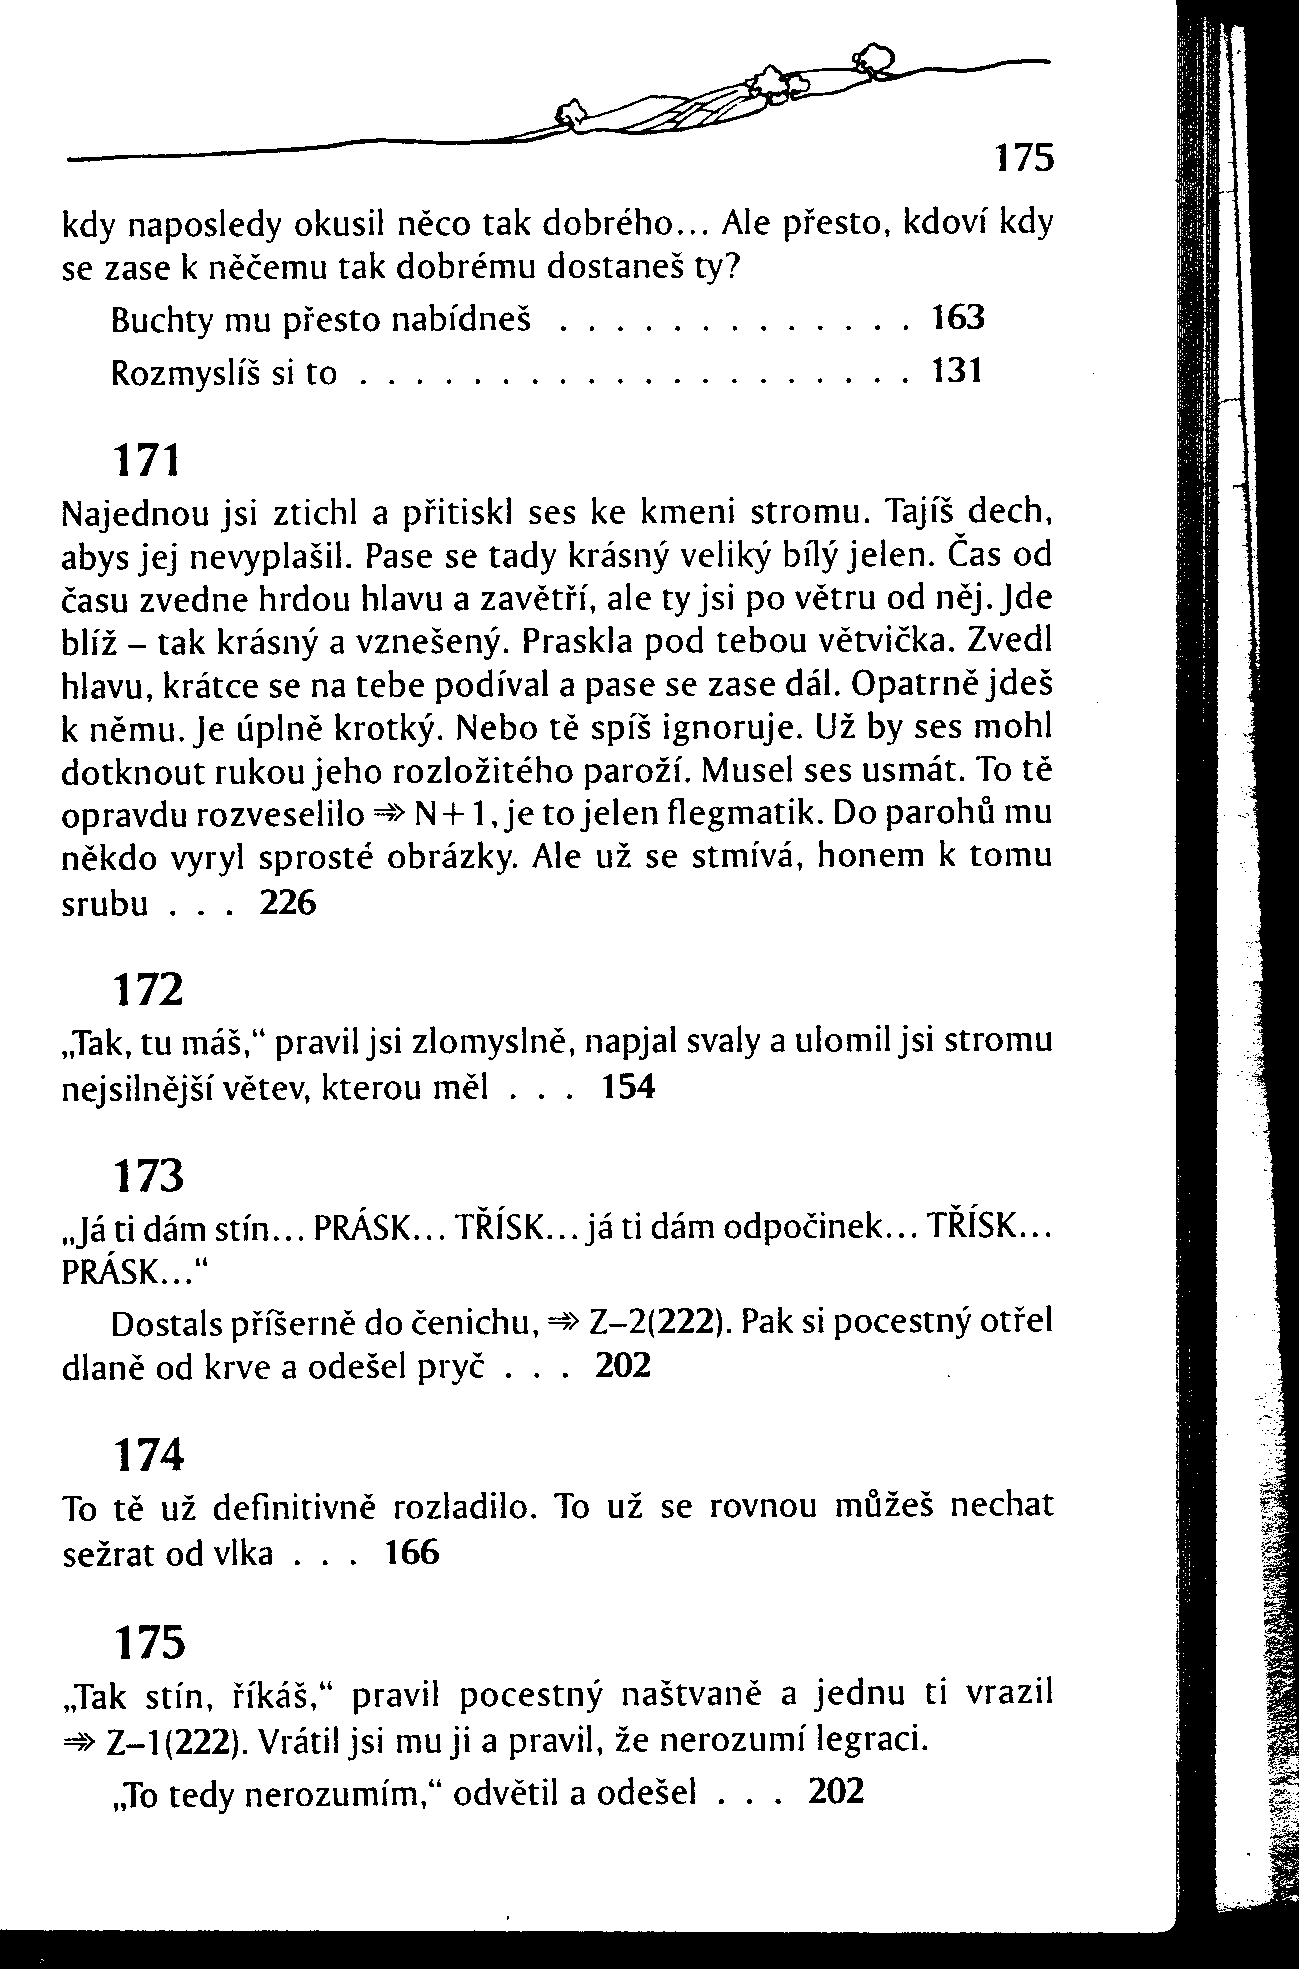 175
kdy naposledy okusil něco tak dobrého... Ale přesto, kdoví kdy
se zase k něčemu tak dobrému dostaneš ty?
Buchty mu přesto nabídneš . . . . . . . . . . . . . 163
Rozmyslíš si to . . . . . . . . . . . . . . . . . . . . 131
171
Najednou jsi ztichl a přitiskl ses ke kmeni stromu. Tajíš dech,
abys jej nevyplašil. Pase se tady krásný veliký bílý jelen. Čas od
času zvedne hrdou hlavu a zavětří, ale ty jsi po větru od něj. Jde
blíž – tak krásný a vznešený. Praskla pod tebou větvička. Zvedl
hlavu, krátce se na tebe podíval a pase se zase dál. Opatrně jdeš
k němu. Je úplně krotký. Nebo tě spíš ignoruje. Už by ses mohl
dotknout rukou jeho rozložitého paroží. Musel ses usmát. To tě
opravdu rozveselilo ⇒> N+1, je to jelen flegmatik. Do parohů mu
někdo vyryl sprosté obrázky. Ale už se stmívá, honem k tomu
srubu . . . 226
172
„Tak, tu máš,“ pravil jsi zlomyslně, napjal svaly a ulomil jsi stromu
nejsilnější větev, kterou měl . . . 154
173
„Já ti dám stín... PRÁSK... TŘÍSK... já ti dám odpočinek... TŘÍSK...
PRÁSK...“
Dostals příšerně do čenichu, ⇒> Z–2(222). Pak si pocestný otřel
dlaně od krve a odešel pryč . . . 202
174
To tě už definitivně rozladilo. To už se rovnou můžeš nechat
sežrat od vlka . . . 166
175
„Tak stín, říkáš,“ pravil pocestný naštvaně a jednu ti vrazil
⇒> Z–1(222). Vrátil jsi mu ji a pravil, že nerozumí legraci.
„To tedy nerozumím,“ odvětil a odešel . . . 202